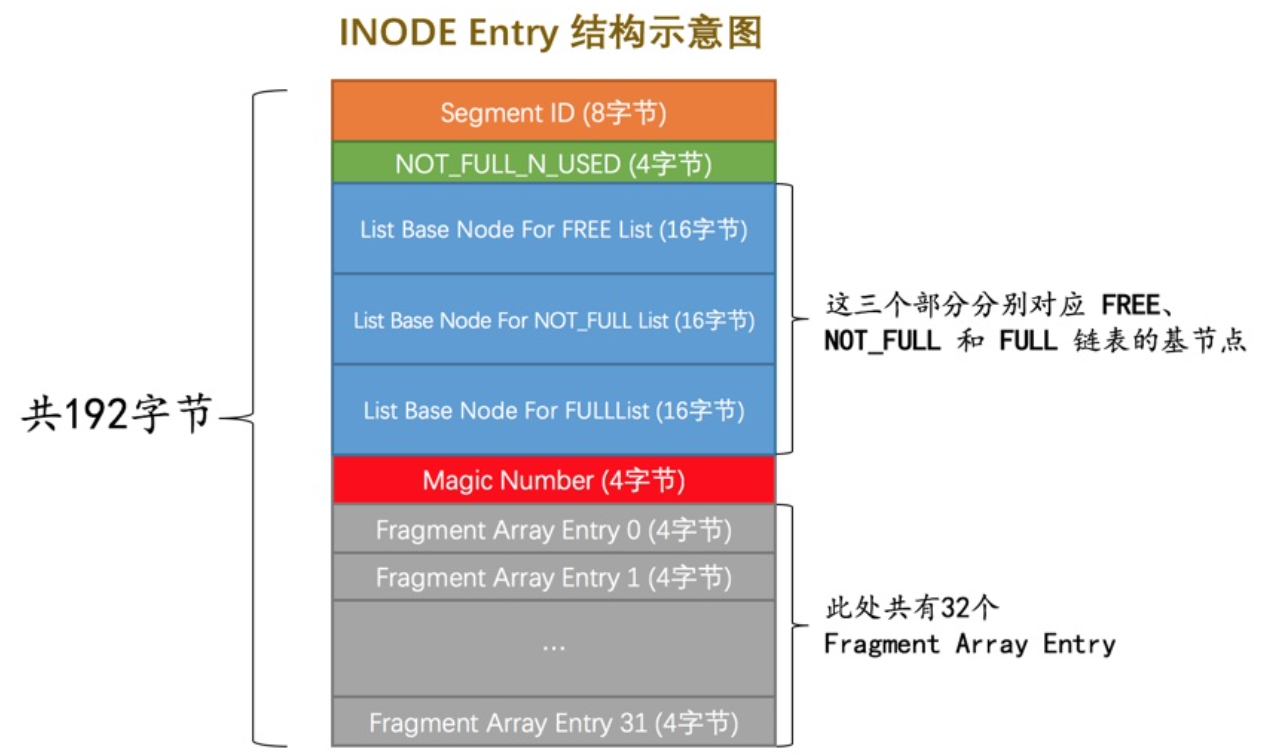 INODE Entry 结构示意图
Segment ID (8字节)
NOT_FULL_N_USED (4字节)
List Base Node For FREE List (16字节)
List Base Node For NOT_FULL List (16字节)
List Base Node For FULLList (16字节)
这三个部分分别对应 FREE、
NOT_FULL 和 FULL 链表的基节点
共192字节
Magic Number (4字节)
Fragment Array Entry 0 (4字节)
Fragment Array Entry 1 (4字节)
...
Fragment Array Entry 31 (4字节)
此处共有32个
Fragment Array Entry